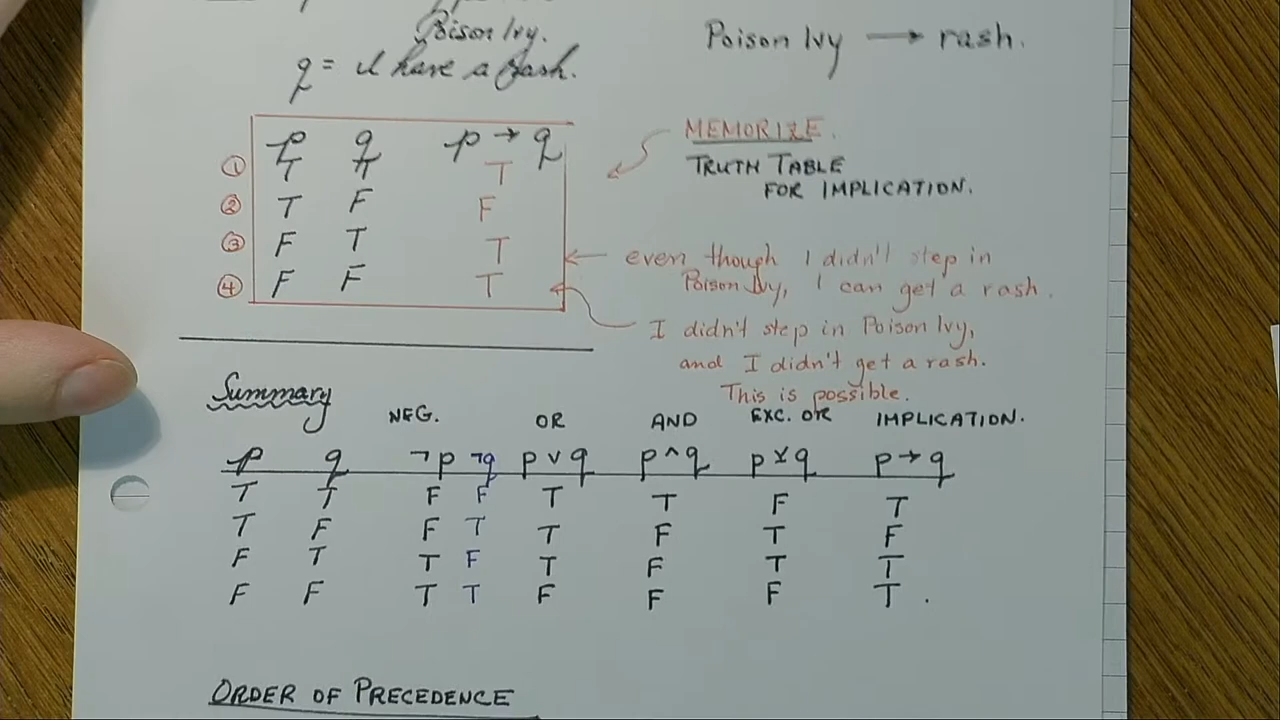 Poison Ivy.
q = I have a rash.
Poison Ivy → rash.
p q p → q
① T T T
② T F F
③ F T T
④ F F T
MEMORIZE.
TRUTH TABLE
FOR IMPLICATION.
even though I didn't step in
Poison Ivy, I can get a rash.
I didn't step in Poison Ivy,
and I didn't get a rash.
This is possible.
Summary
NEG. OR AND EXC. OR IMPLICATION.
p q ¬p ¬q p ∨ q p ^ q p ⊻ q p → q
T T F F T T F T
T F F T T F T F
F T T F T F T T
F F T T F F F T.
ORDER OF PRECEDENCE